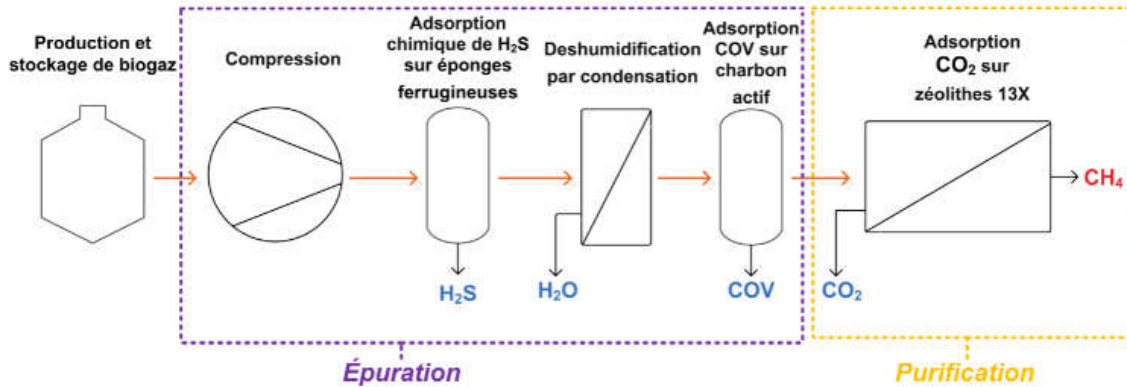 Production et
stockage de biogaz
Compression
Adsorption
chimique de H₂S
sur éponges
ferrugineuses
Deshumidification
par condensation
Adsorption
COV sur
charbon
actif
Adsorption
CO₂ sur
zéolithes 13X
CH₄
H₂S
H₂O
COV
CO₂
Épuration
Purification